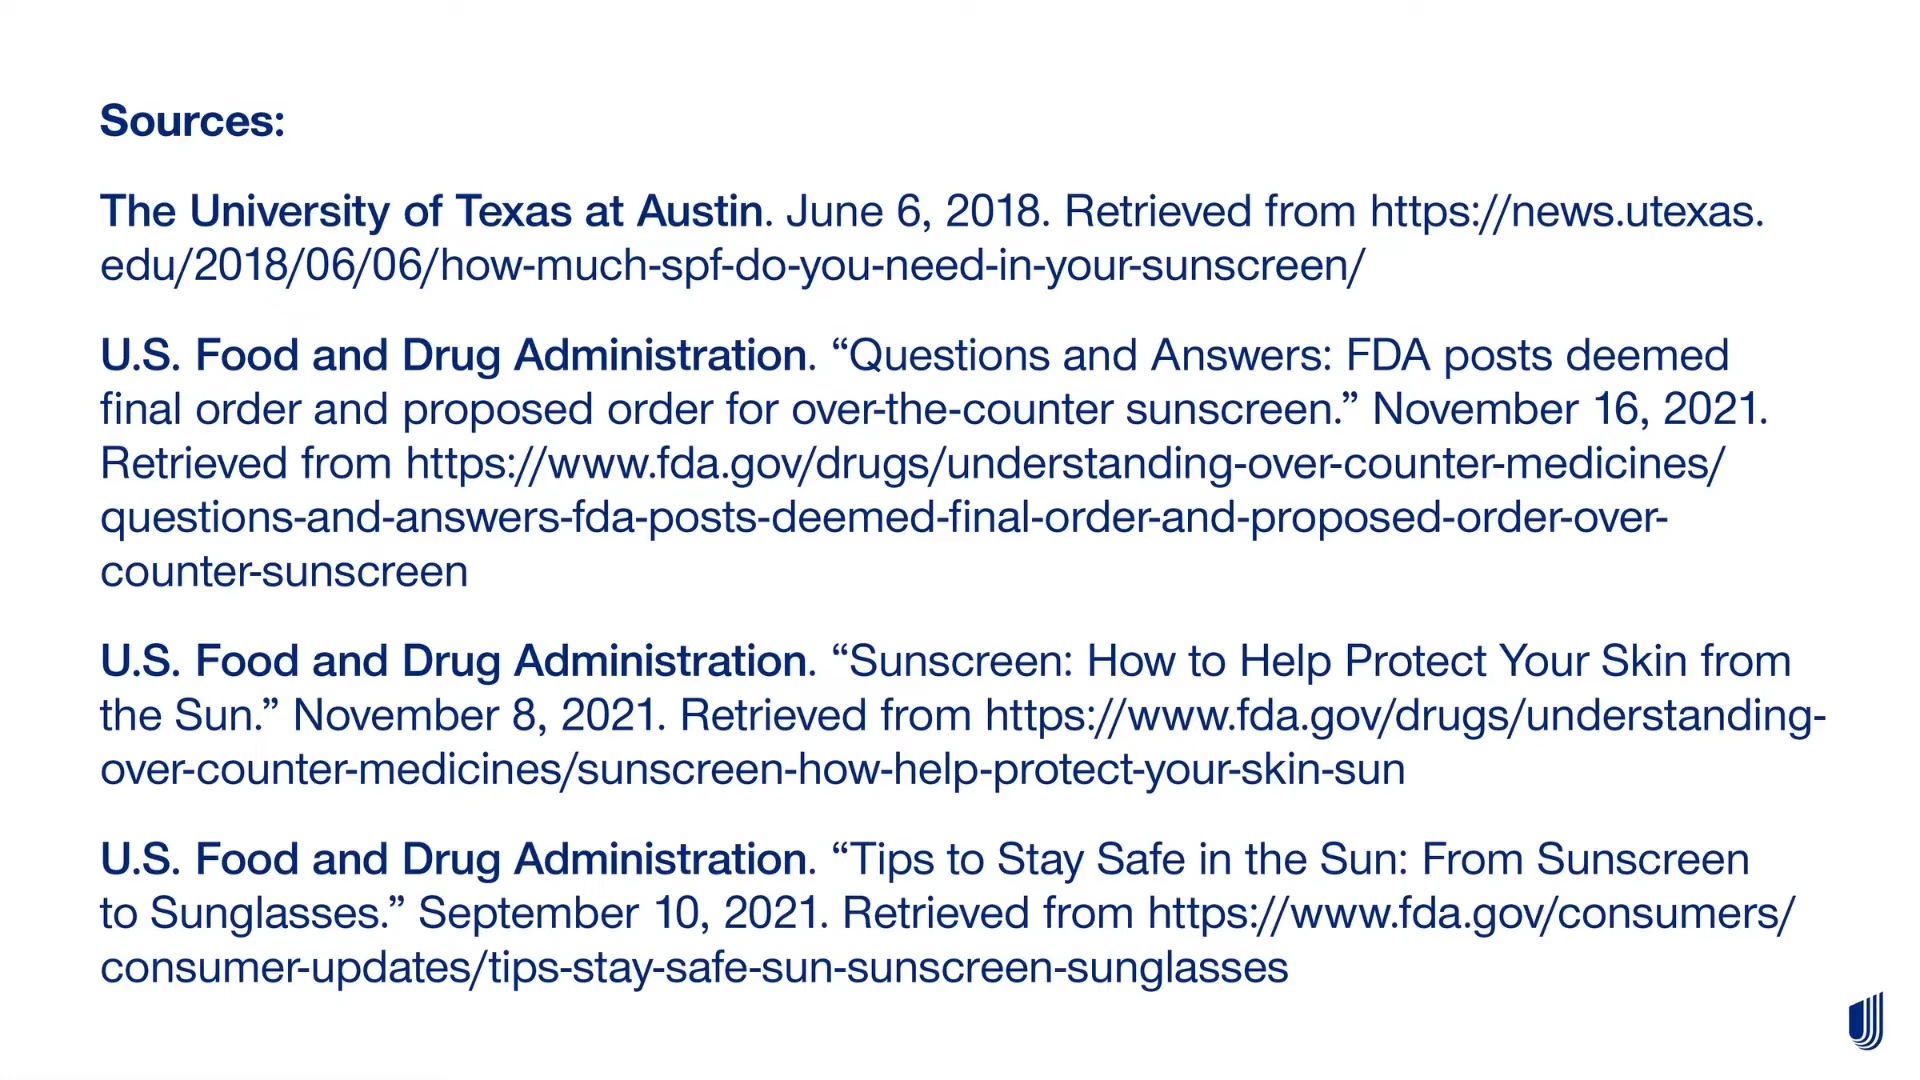 Sources:
The University of Texas at Austin. June 6, 2018. Retrieved from https://news.utexas.
edu/2018/06/06/how-much-spf-do-you-need-in-your-sunscreen/
U.S. Food and Drug Administration. “Questions and Answers: FDA posts deemed
final order and proposed order for over-the-counter sunscreen.” November 16, 2021.
Retrieved from https://www.fda.gov/drugs/understanding-over-counter-medicines/
questions-and-answers-fda-posts-deemed-final-order-and-proposed-order-over-
counter-sunscreen
U.S. Food and Drug Administration. “Sunscreen: How to Help Protect Your Skin from
the Sun.” November 8, 2021. Retrieved from https://www.fda.gov/drugs/understanding-
over-counter-medicines/sunscreen-how-help-protect-your-skin-sun
U.S. Food and Drug Administration. “Tips to Stay Safe in the Sun: From Sunscreen
to Sunglasses.” September 10, 2021. Retrieved from https://www.fda.gov/consumers/
consumer-updates/tips-stay-safe-sun-sunscreen-sunglasses